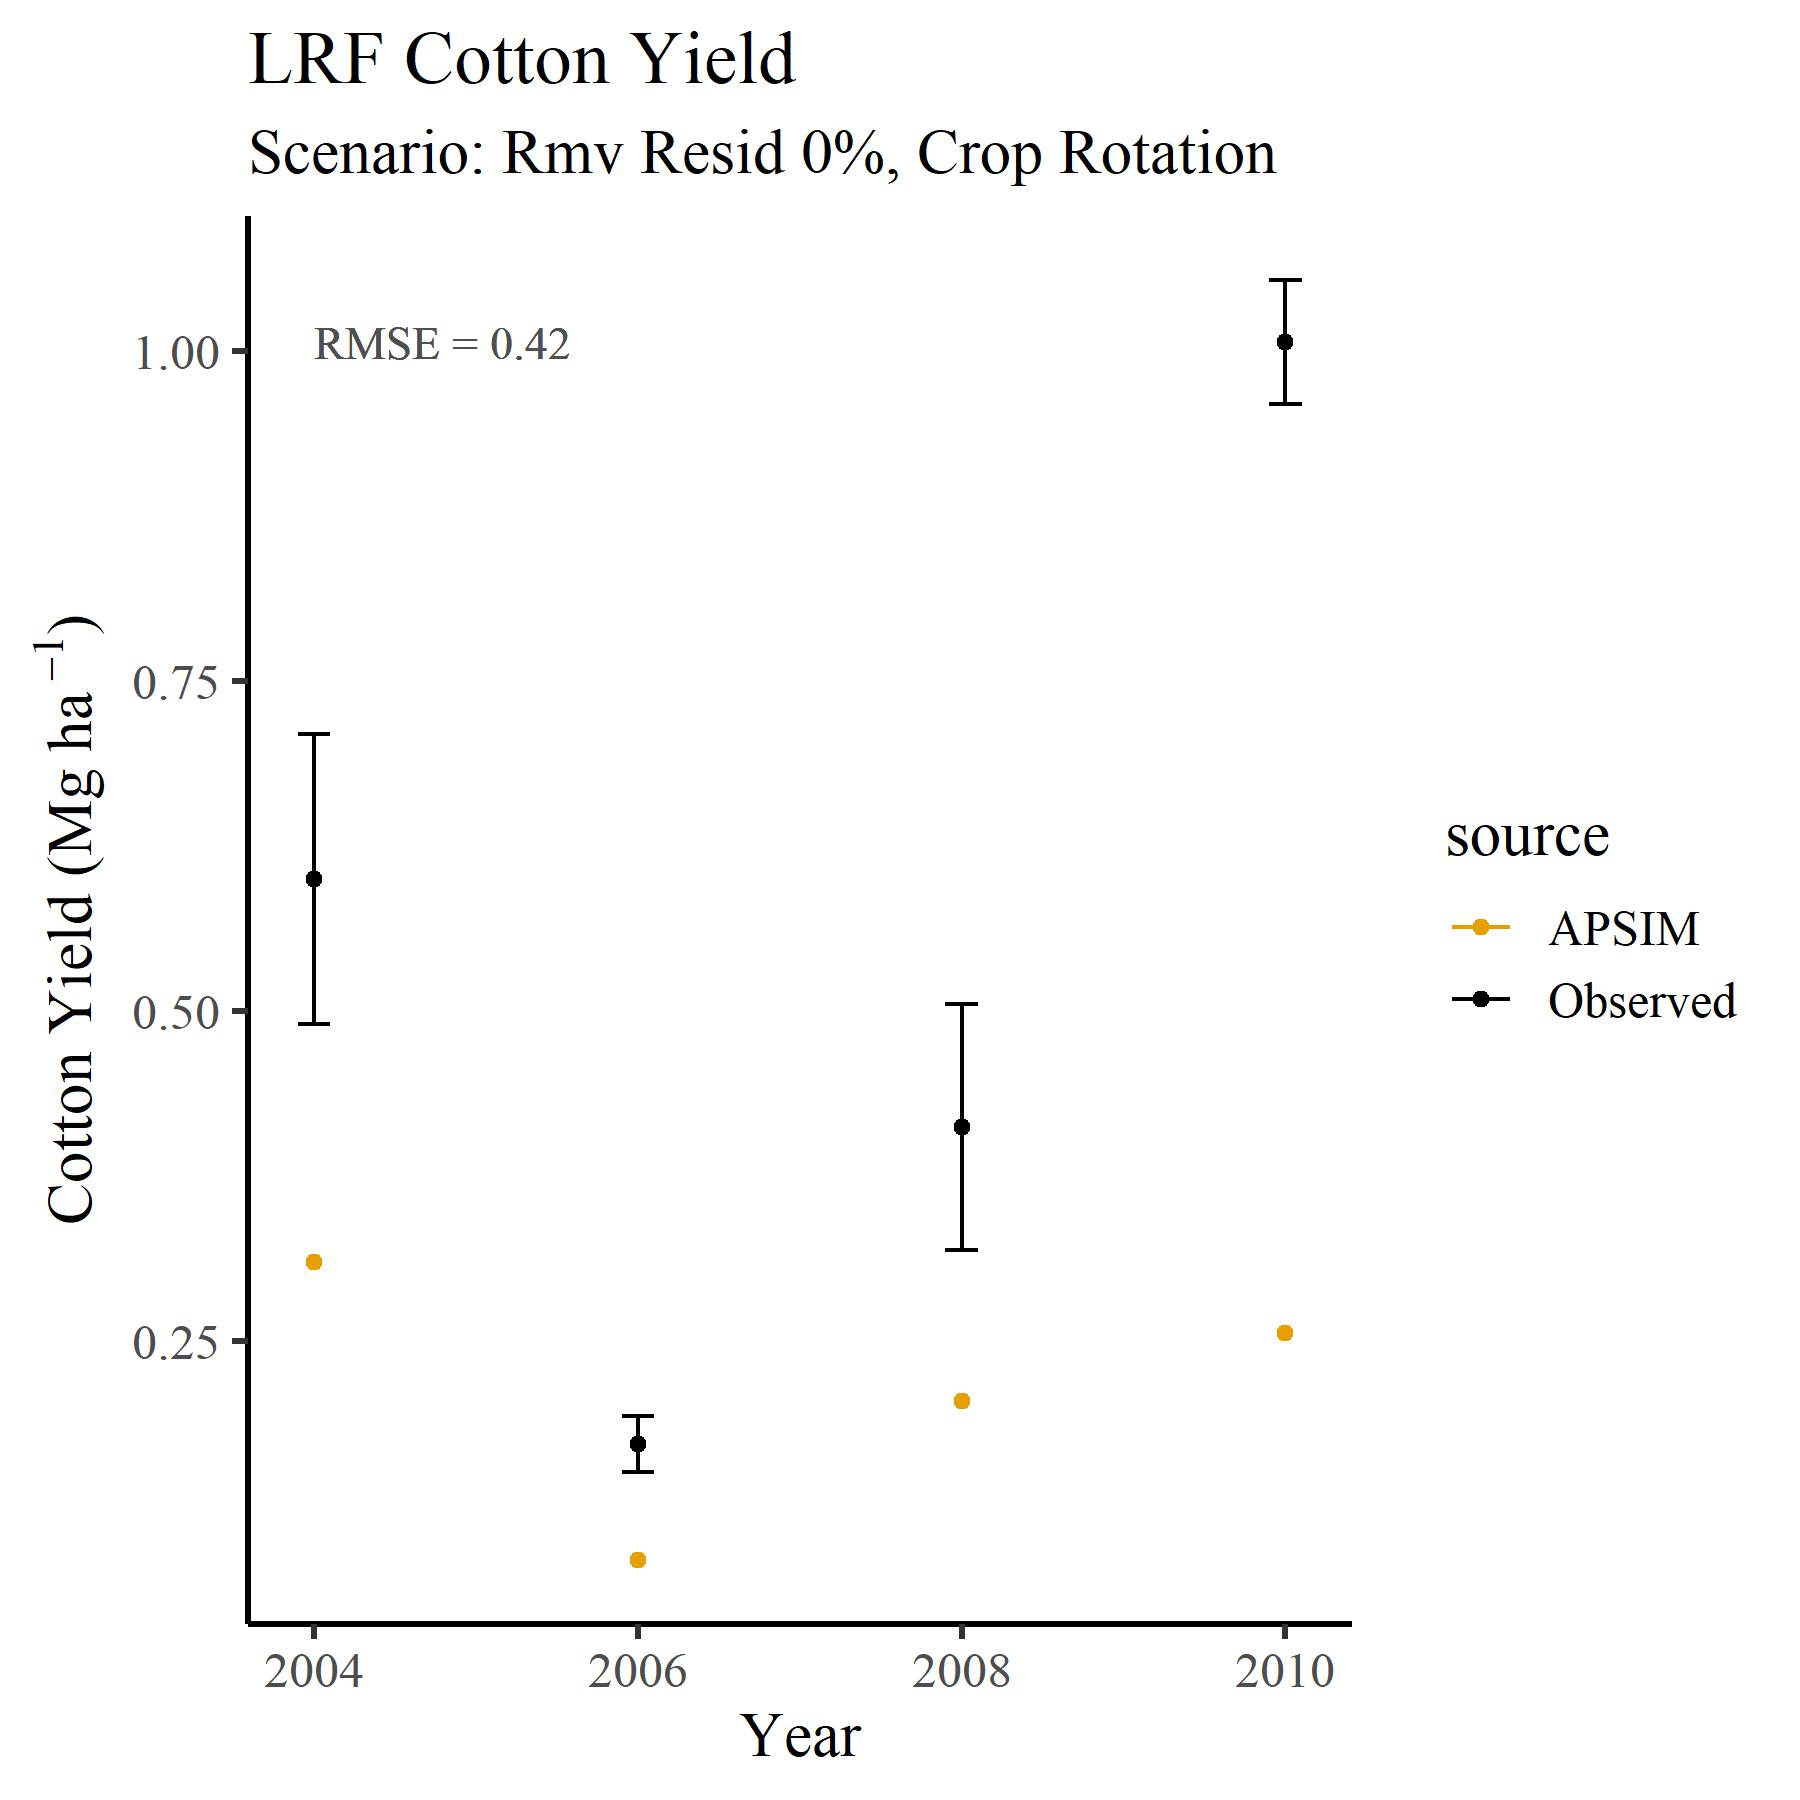 LRF Cotton Yield
Scenario: Rmv Resid 0%, Crop Rotation
RMSE = 0.42
1.00
0.75
0.50
0.25
Cotton Yield (Mg ha −1)
2004 2006 2008 2010
Year
source
APSIM
Observed